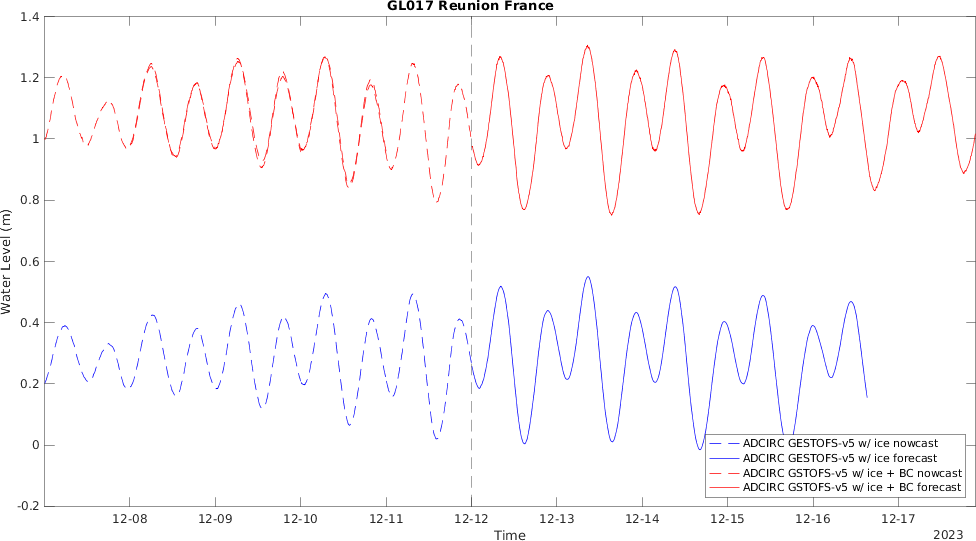 GL017 Reunion France
1.4
1.2
1
0.8
0.6
0.4
0.2
0
-0.2
Water Level (m)
12-08
12-09
12-10
12-11
12-12
12-13
12-14
12-15
12-16
12-17
Time
2023
ADCIRC GESTOFS-v5 w/ ice nowcast
ADCIRC GESTOFS-v5 w/ ice forecast
ADCIRC GSTOFS-v5 w/ ice + BC nowcast
ADCIRC GSTOFS-v5 w/ ice + BC forecast